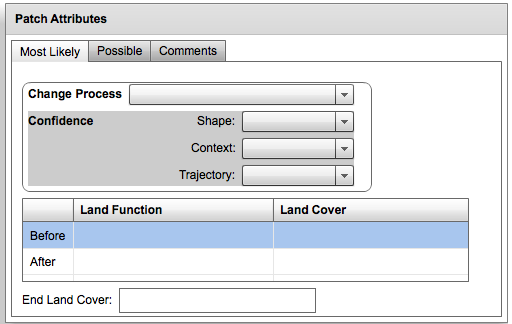 Patch Attributes
Most Likely Possible Comments
Change Process
Confidence Shape:
Context:
Trajectory:
Land Function Land Cover
Before
After
End Land Cover: